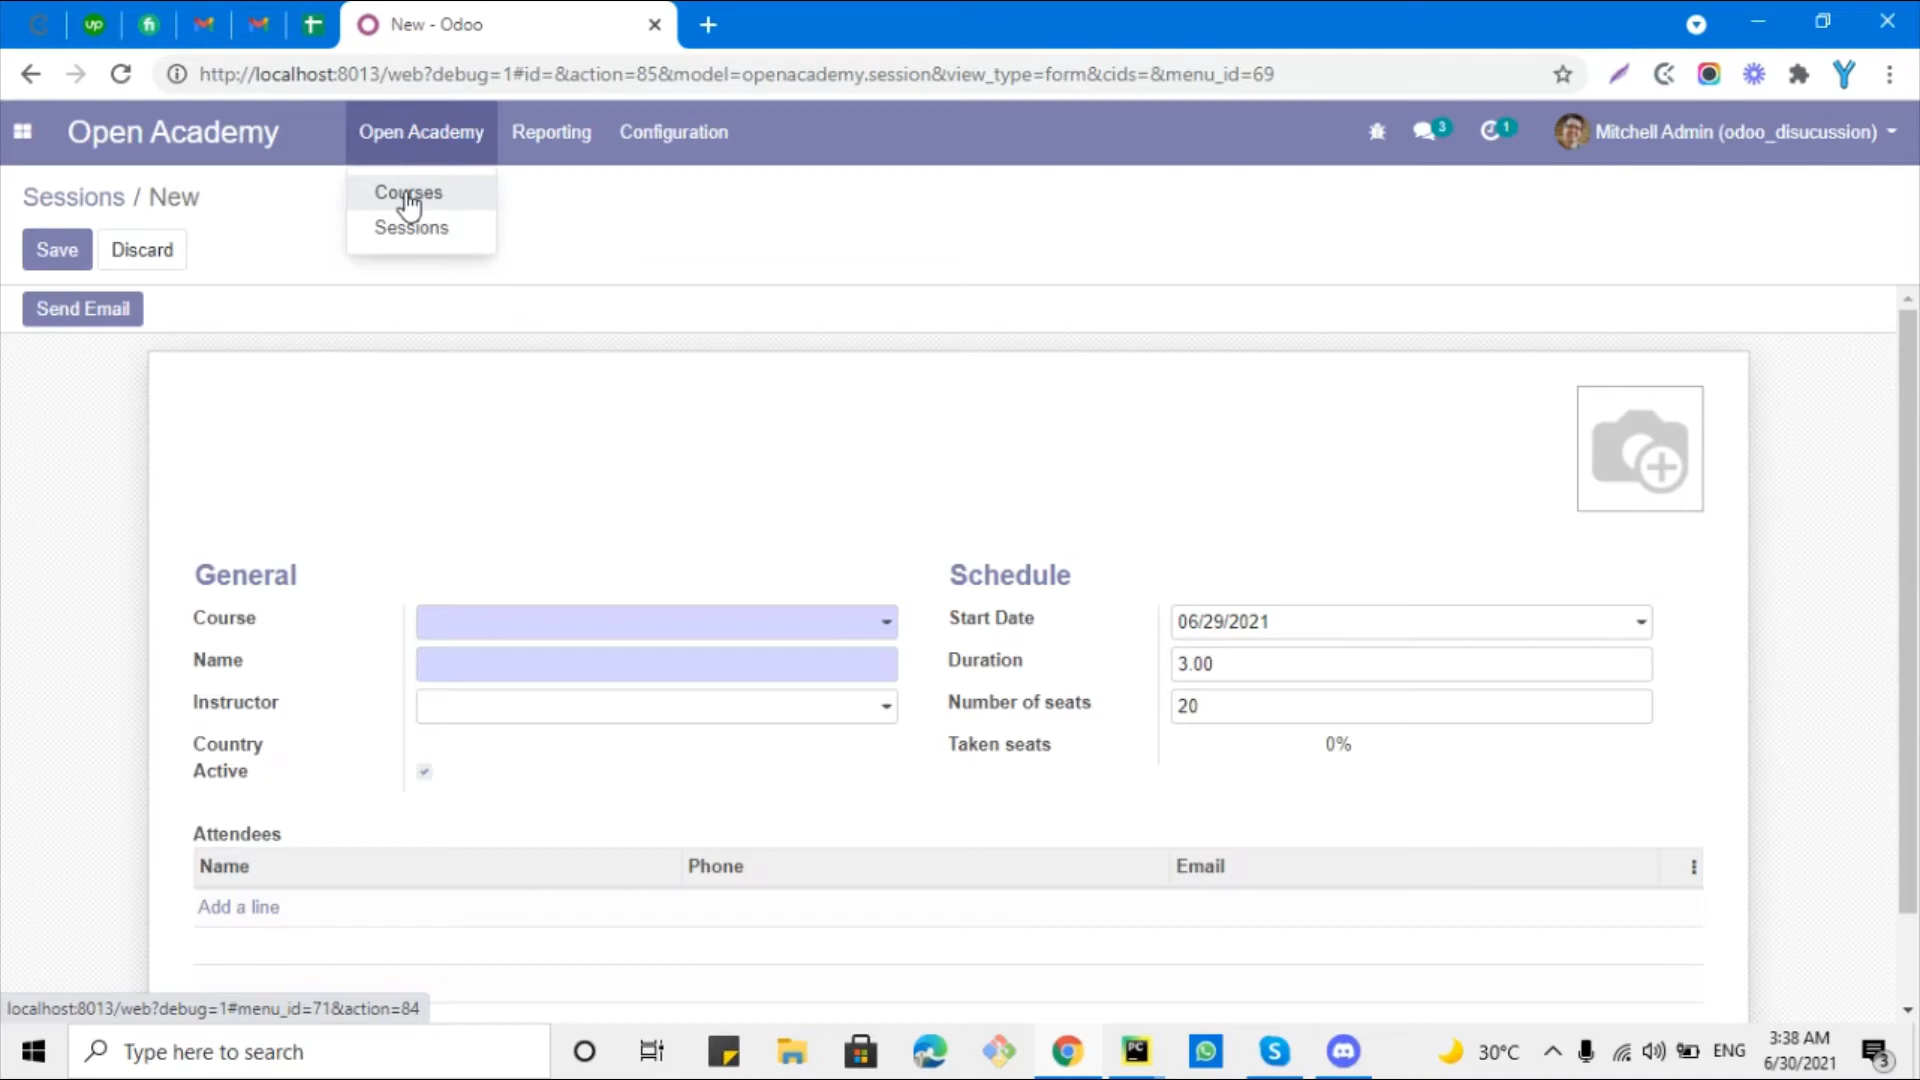 New - Odoo
http://localhost:8013/web?debug=1#id=&action=85&model=openacademy.session&view_type=form&cids=&menu_id=69
Open Academy
Open Academy Reporting Configuration
3 1 Mitchell Admin (odoo_disucussion)
Sessions / New
Courses
Sessions
Save Discard
Send Email
General Schedule
Course Start Date 06/29/2021
Name Duration 3.00
Instructor Number of seats 20
Country Taken seats 0%
Active
Attendees
Name Phone Email
Add a line
localhost:8013/web?debug=1#menu_id=71&action=84
Type here to search
30°C ENG 3:38 AM
6/30/2021 3